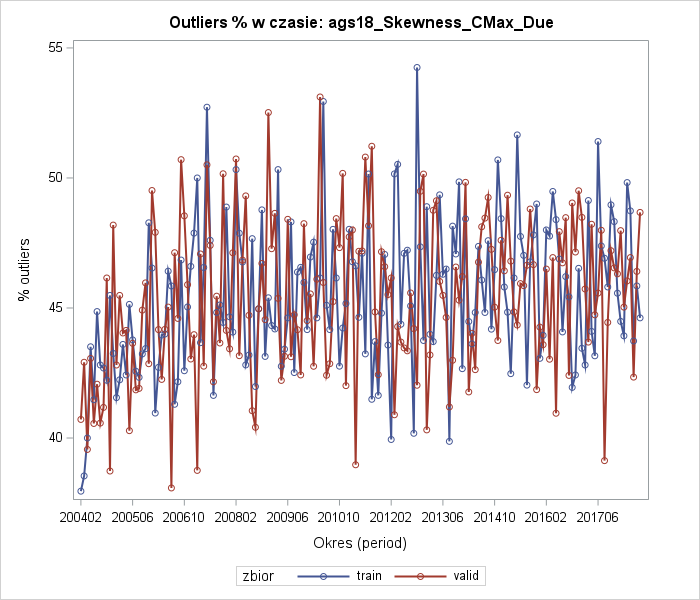 Outliers % w czasie: ags18_Skewness_CMax_Due
55
50
45
40
% outliers
200402 200506 200610 200802 200906 201010 201202 201306 201410 201602 201706
Okres (period)
zbior train valid